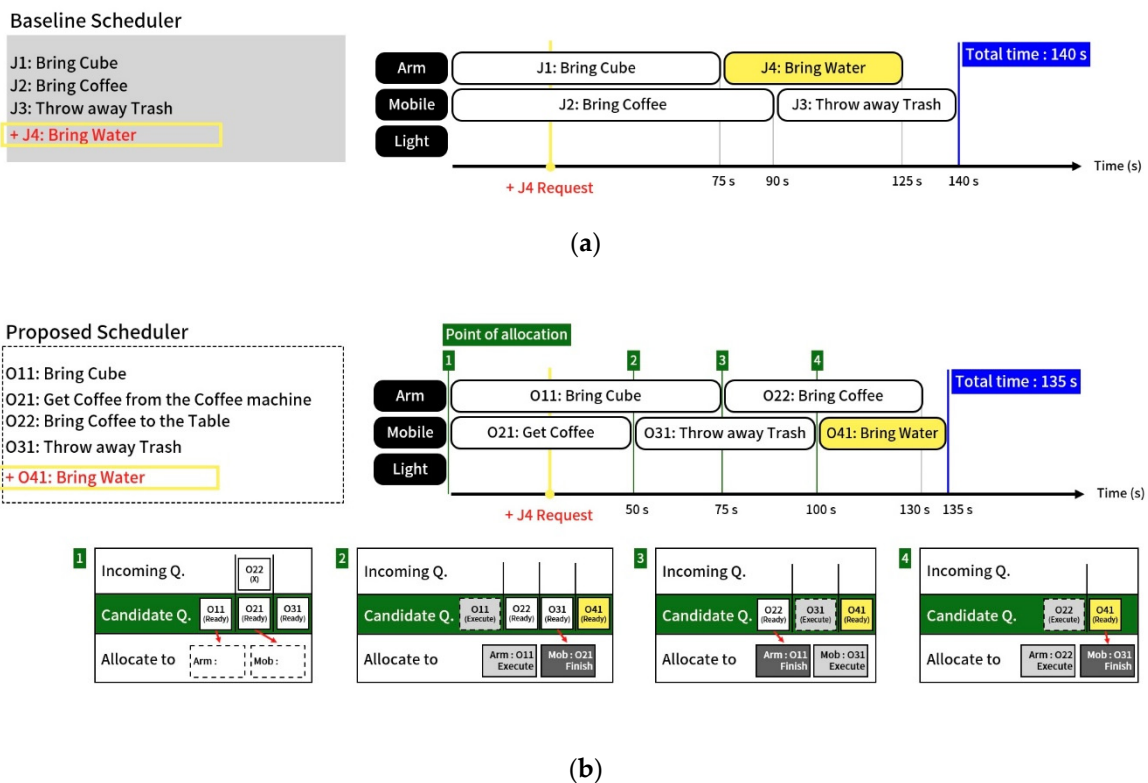 Baseline Scheduler
J1: Bring Cube
J2: Bring Coffee
J3: Throw away Trash
+ J4: Bring Water
Total time : 140 s
Arm
J1: Bring Cube
J4: Bring Water
Mobile
J2: Bring Coffee
J3: Throw away Trash
Light
Time (s)
+ J4 Request
75 s
90 s
125 s
140 s
(a)
Proposed Scheduler
O11: Bring Cube
O21: Get Coffee from the Coffee machine
O22: Bring Coffee to the Table
O31: Throw away Trash
+ O41: Bring Water
Point of allocation
1
2
3
4
Total time : 135 s
Arm
O11: Bring Cube
O22: Bring Coffee
Mobile
O21: Get Coffee
O31: Throw away Trash
O41: Bring Water
Light
Time (s)
+ J4 Request
50 s
75 s
100 s
130 s
135 s
1
Incoming Q.
O22
(X)
Candidate Q.
O11
(Ready)
O21
(Ready)
O31
(Ready)
Allocate to
Arm :
Mob :
2
Incoming Q.
Candidate Q.
O11
(Execute)
O22
(Ready)
O31
(Ready)
O41
(Ready)
Allocate to
Arm : O11
Execute
Mob : O21
Finish
3
Incoming Q.
Candidate Q.
O22
(Ready)
O31
(Execute)
O41
(Ready)
Allocate to
Arm : O11
Finish
Mob : O31
Execute
4
Incoming Q.
Candidate Q.
O22
(Execute)
O41
(Ready)
Allocate to
Arm : O22
Execute
Mob : O31
Finish
(b)